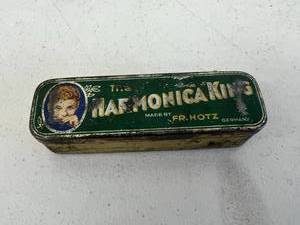 The
HARMONICA KING
MADE BY FR. HOTZ
GERMANY